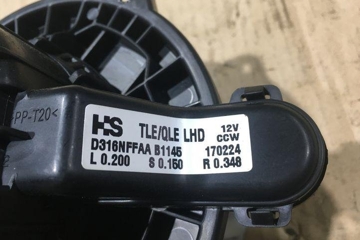 PP-T20<
HS TLE/QLE LHD 12V CCW
D316NFFAA B1145 170224
L 0.200 S 0.150 R 0.348